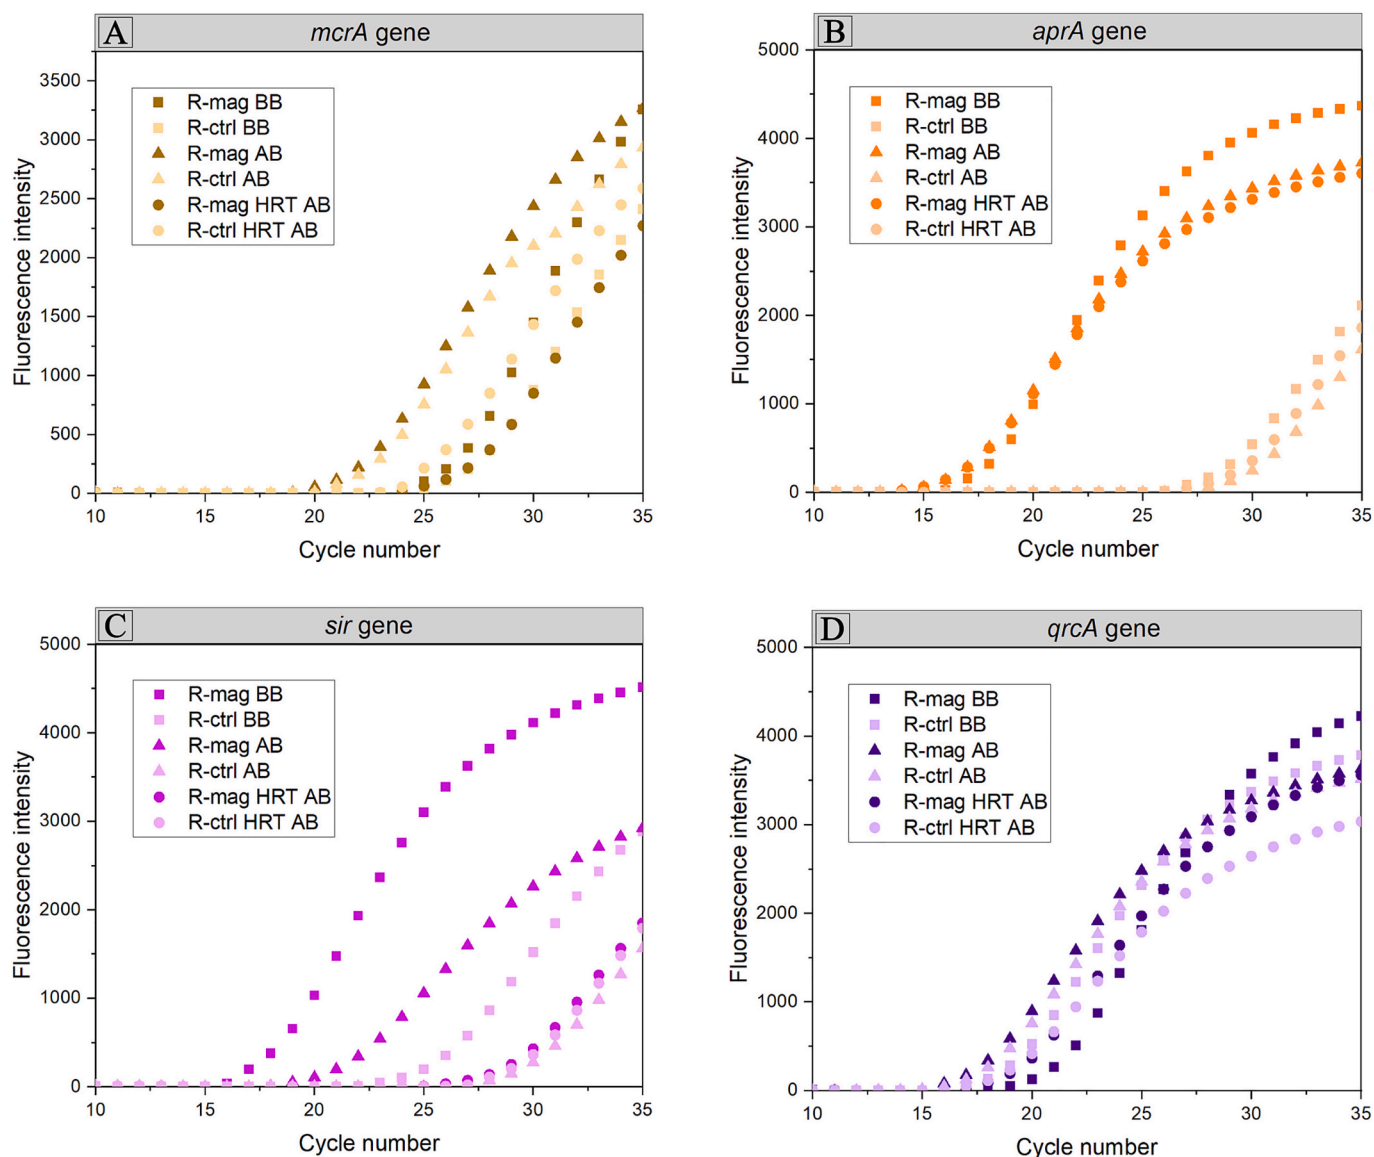 A
mcrA gene
Fluorescence intensity
3500
3000
2500
2000
1500
1000
500
0
R-mag BB
R-ctrl BB
R-mag AB
R-ctrl AB
R-mag HRT AB
R-ctrl HRT AB
10 15 20 25 30 35
Cycle number
B
aprA gene
Fluorescence intensity
5000
4000
3000
2000
1000
0
R-mag BB
R-ctrl BB
R-mag AB
R-ctrl AB
R-mag HRT AB
R-ctrl HRT AB
10 15 20 25 30 35
Cycle number
C
sir gene
Fluorescence intensity
5000
4000
3000
2000
1000
0
R-mag BB
R-ctrl BB
R-mag AB
R-ctrl AB
R-mag HRT AB
R-ctrl HRT AB
10 15 20 25 30 35
Cycle number
D
qrcA gene
Fluorescence intensity
5000
4000
3000
2000
1000
0
R-mag BB
R-ctrl BB
R-mag AB
R-ctrl AB
R-mag HRT AB
R-ctrl HRT AB
10 15 20 25 30 35
Cycle number